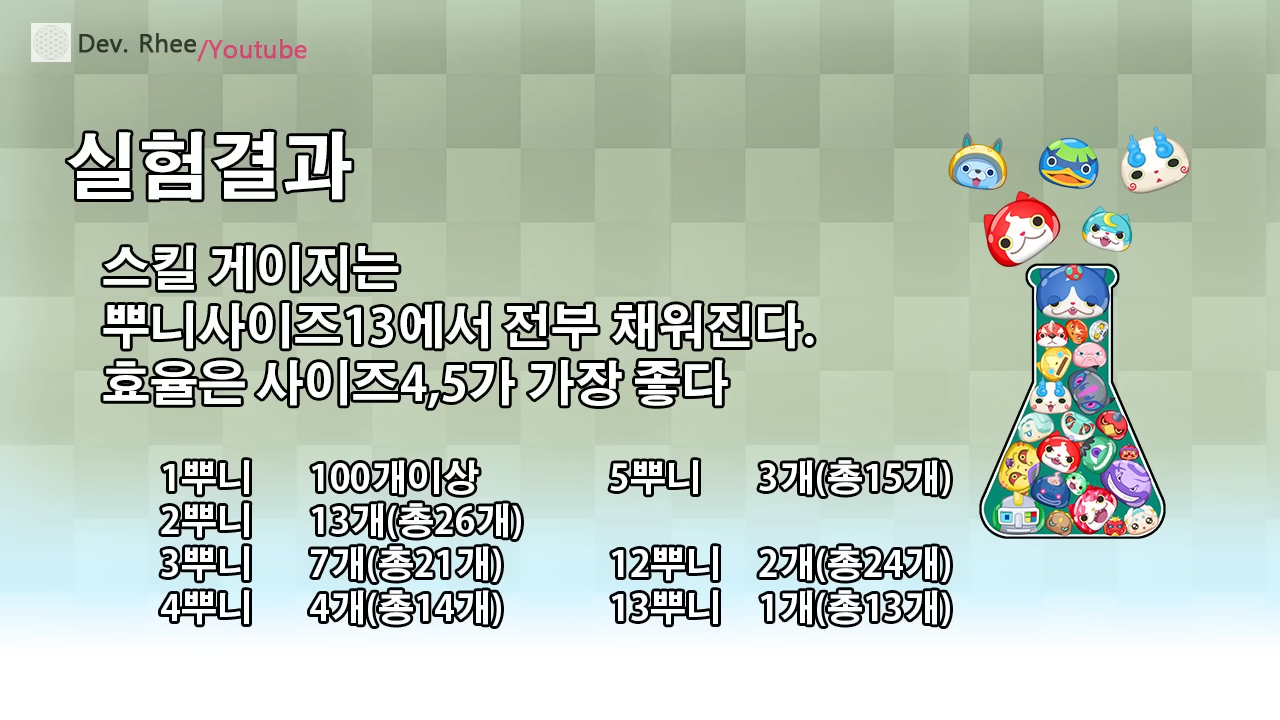 Dev. Rhee/Youtube
실험결과
스킬 게이지는
뿌니사이즈13에서 전부 채워진다.
효율은 사이즈4,5가 가장 좋다
1뿌니 100개이상 5뿌니 3개(총15개)
2뿌니 13개(총26개)
3뿌니 7개(총21개) 12뿌니 2개(총24개)
4뿌니 4개(총14개) 13뿌니 1개(총13개)